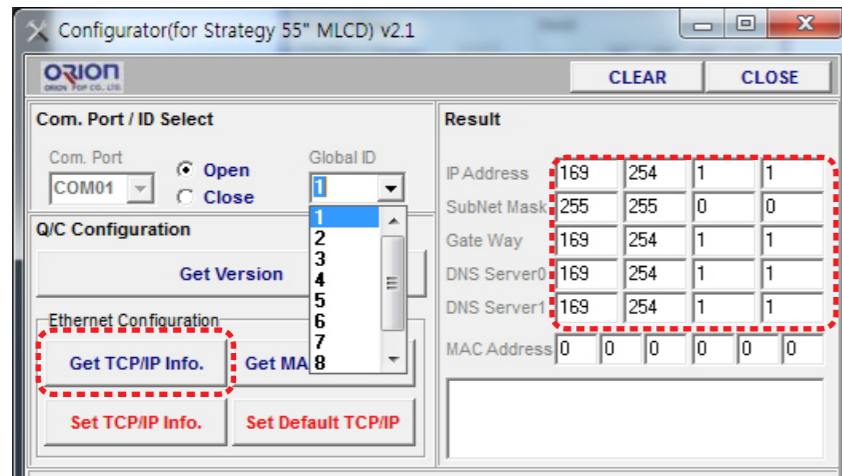 Configurator(for Strategy 55" MLCD) v2.1
ORION
ORION PDP CO., LTD.
CLEAR
CLOSE
Com. Port / ID Select
Com. Port
COM01
Open
Close
Global ID
1
1
2
3
4
5
6
7
8
Q/C Configuration
Get Version
Ethernet Configuration
Get TCP/IP Info.
Get MA
Set TCP/IP Info.
Set Default TCP/IP
Result
IP Address 169 254 1 1
SubNet Mask 255 255 0 0
Gate Way 169 254 1 1
DNS Server0 169 254 1 1
DNS Server1 169 254 1 1
MAC Address 0 0 0 0 0 0